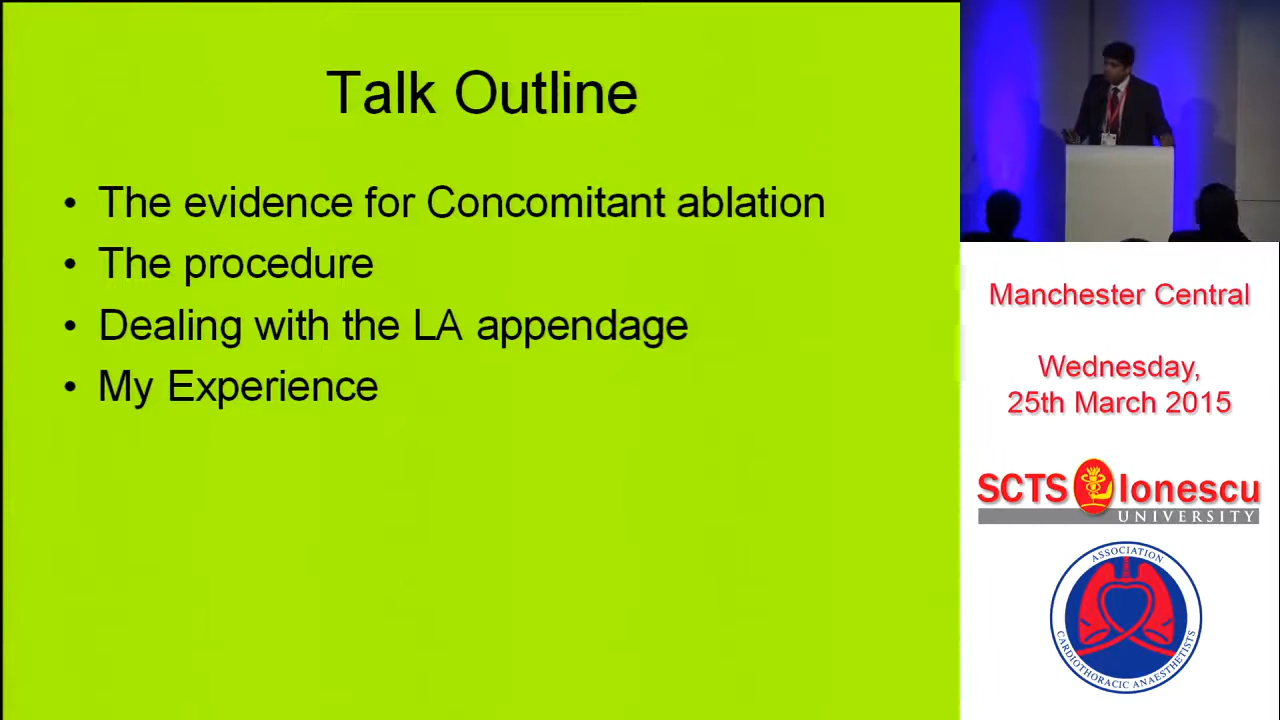 Talk Outline
• The evidence for Concomitant ablation
• The procedure
• Dealing with the LA appendage
• My Experience
Manchester Central
Wednesday,
25th March 2015
SCTS Ionescu
UNIVERSITY
ASSOCIATION
CARDIOTHORACIC ANAESTHETISTS